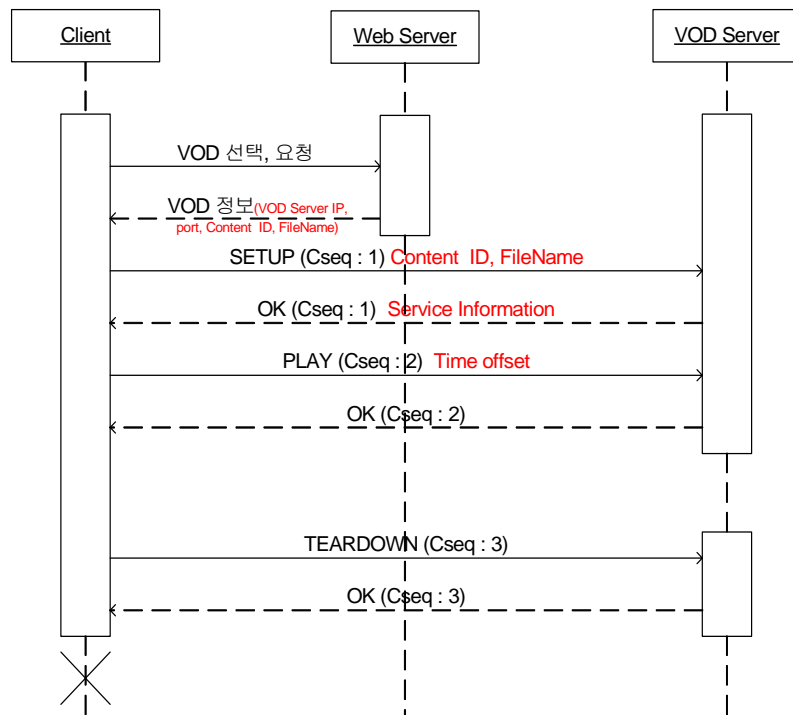 Client
Web Server
VOD Server
VOD 선택, 요청
VOD 정보(VOD Server IP,
port, Content ID, FileName)
SETUP (Cseq : 1) Content ID, FileName
OK (Cseq : 1) Service Information
PLAY (Cseq : 2) Time offset
OK (Cseq : 2)
TEARDOWN (Cseq : 3)
OK (Cseq : 3)